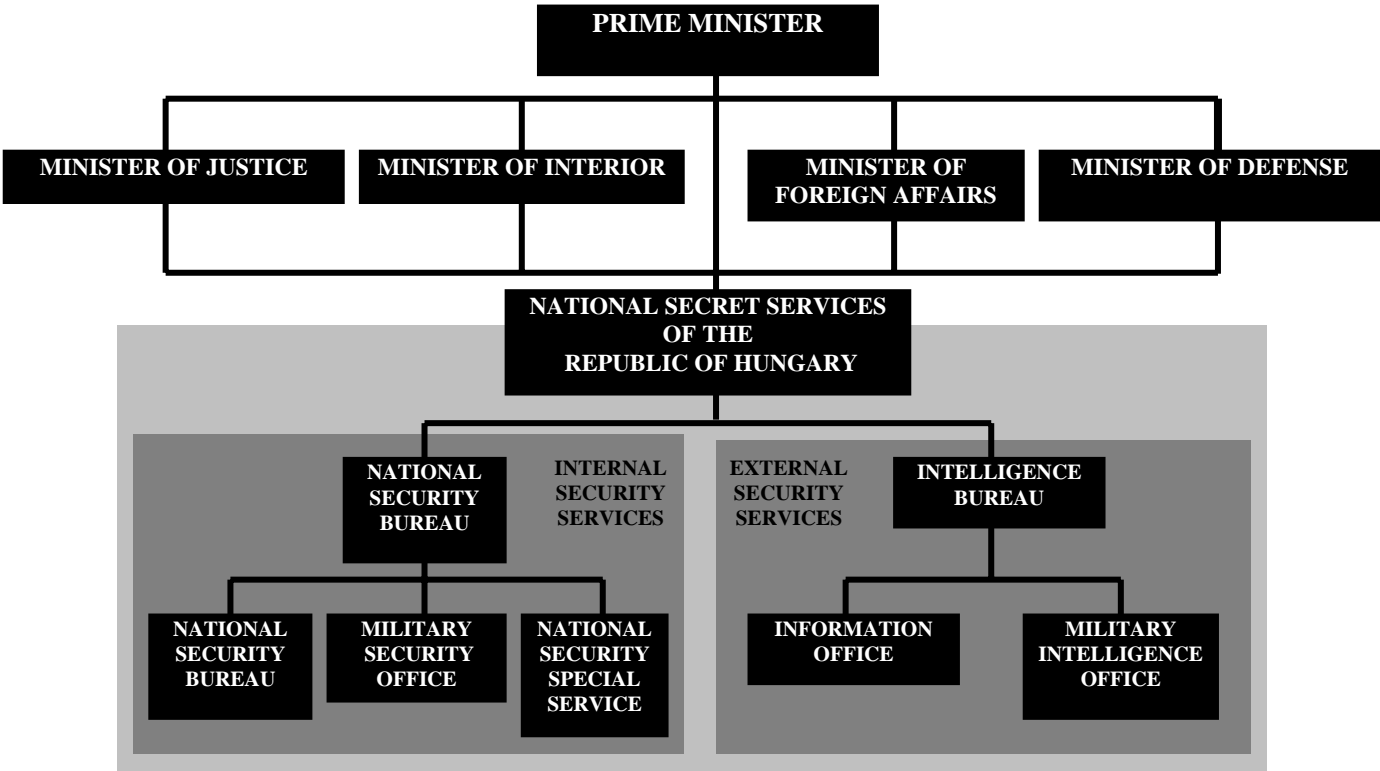 PRIME MINISTER
MINISTER OF JUSTICE
MINISTER OF INTERIOR
MINISTER OF
FOREIGN AFFAIRS
MINISTER OF DEFENSE
NATIONAL SECRET SERVICES
OF THE
REPUBLIC OF HUNGARY
NATIONAL
SECURITY
BUREAU
INTERNAL
SECURITY
SERVICES
EXTERNAL
SECURITY
SERVICES
INTELLIGENCE
BUREAU
NATIONAL
SECURITY
BUREAU
MILITARY
SECURITY
OFFICE
NATIONAL
SECURITY
SPECIAL
SERVICE
INFORMATION
OFFICE
MILITARY
INTELLIGENCE
OFFICE